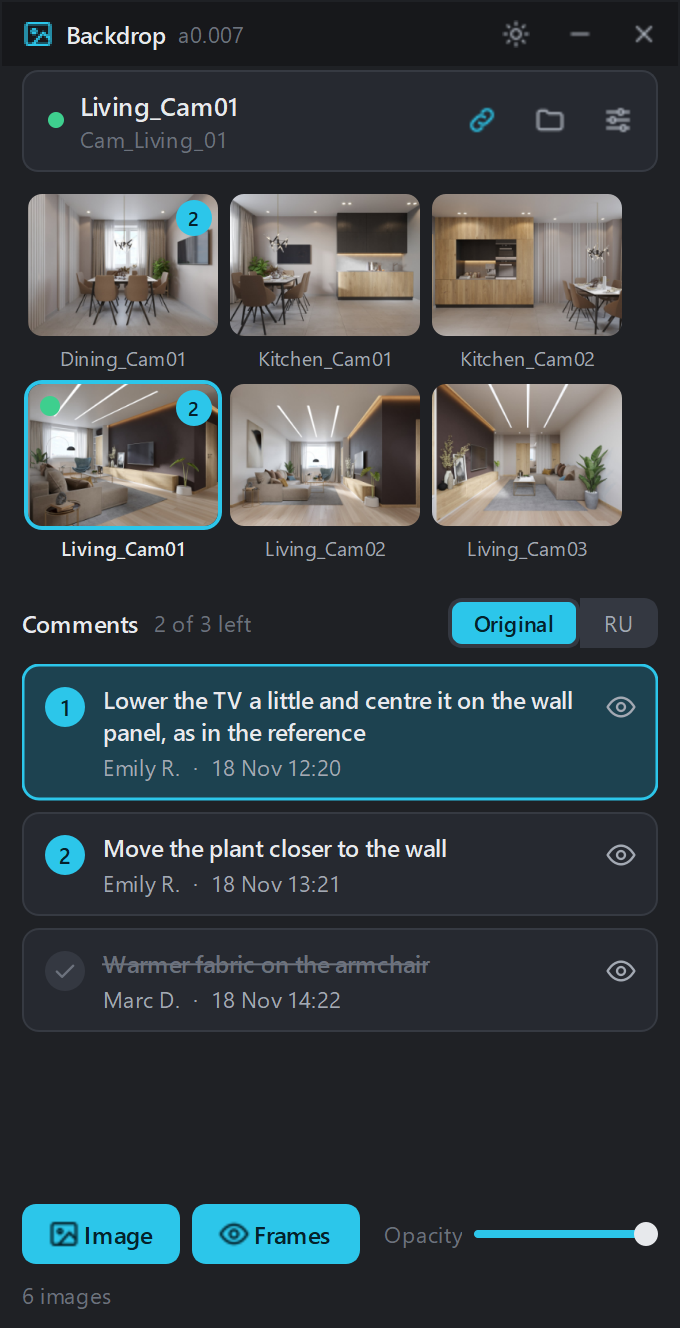 Backdrop a0.007
Living_Cam01
Cam_Living_01
2
Dining_Cam01
Kitchen_Cam01
Kitchen_Cam02
2
Living_Cam01
Living_Cam02
Living_Cam03
Comments 2 of 3 left
Original
RU
1
Lower the TV a little and centre it on the wall
panel, as in the reference
Emily R. · 18 Nov 12:20
2
Move the plant closer to the wall
Emily R. · 18 Nov 13:21
Warmer fabric on the armchair
Marc D. · 18 Nov 14:22
Image
Frames
Opacity
6 images